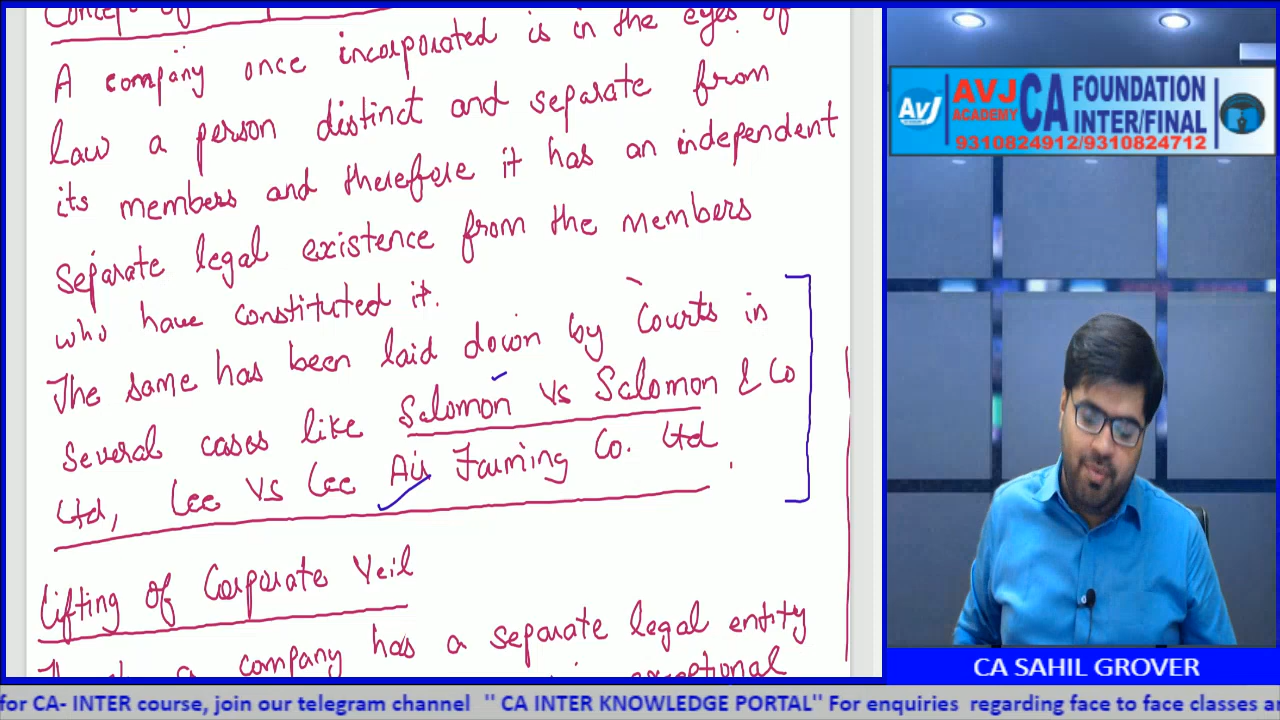 Concept of
A company once incorporated is in the eyes of
law a person distinct and separate from
its members and therefore it has an independent
separate legal existence from the members
who have constituted it.
The same has been laid down by Courts in
several cases like Salomon Vs Salomon & Co
Ltd, Lee Vs Lee Air Farming Co. Ltd
Lifting of Corporate Veil
a company has a separate legal entity
exceptional
AVJ
AVJ ACADEMY
CA
FOUNDATION
INTER/FINAL
9310824912/9310824712
CA SAHIL GROVER
for CA- INTER course, join our telegram channel '' CA INTER KNOWLEDGE PORTAL'' For enquiries regarding face to face classes